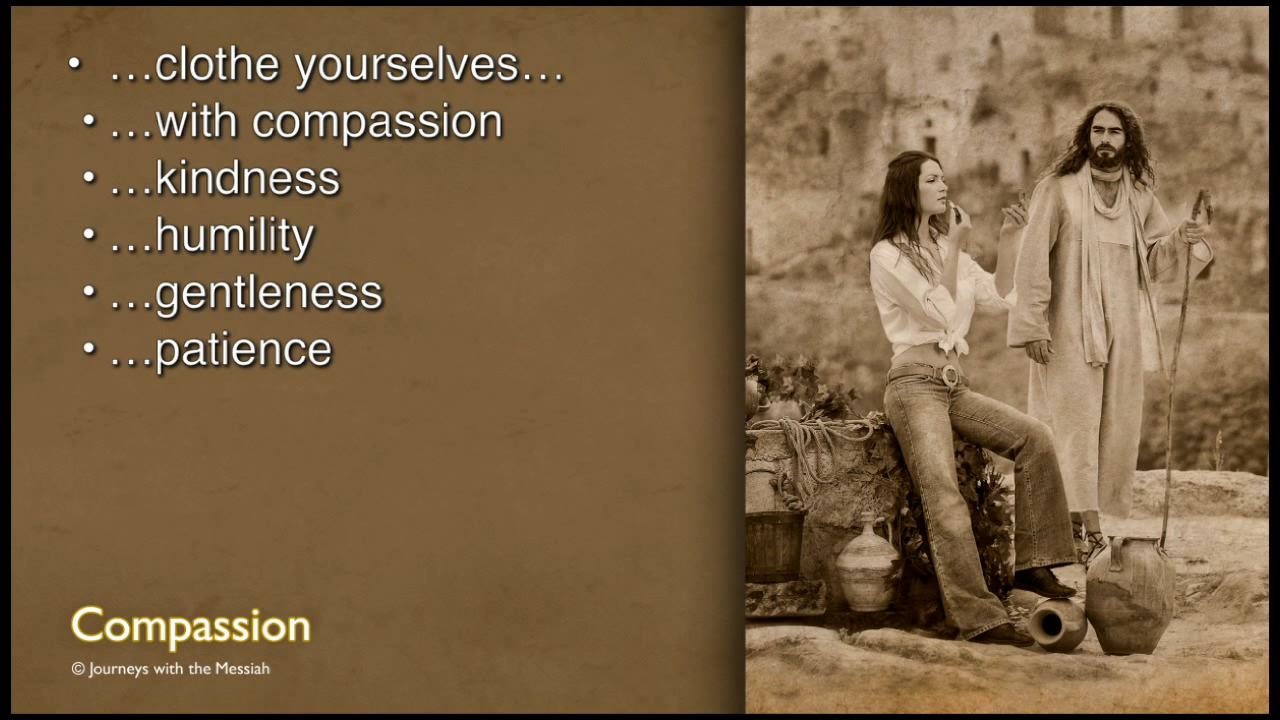 • …clothe yourselves…
• …with compassion
• …kindness
• …humility
• …gentleness
• …patience
Compassion
© Journeys with the Messiah